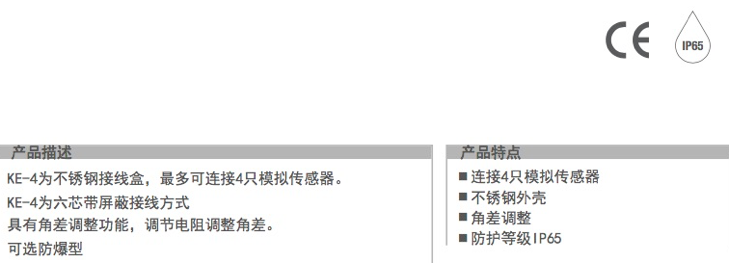 CE
IP65
产品描述
KE-4为不锈钢接线盒，最多可连接4只模拟传感器。
KE-4为六芯带屏蔽接线方式
具有角差调整功能，调节电阻调整角差。
可选防爆型
产品特点
■ 连接4只模拟传感器
■ 不锈钢外壳
■ 角差调整
■ 防护等级IP65